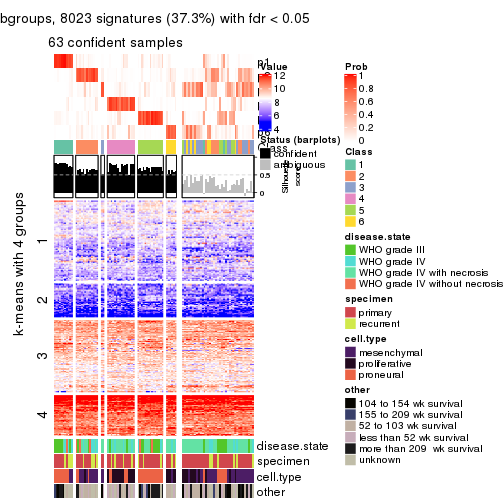 bgroups, 8023 signatures (37.3%) with fdr < 0.05
63 confident samples
k-means with 4 groups
1
2
3
4
p1
Value
12
10
8
6
4
Prob
1
0.8
0.6
0.4
0.2
0
Status (barplots)
confident
ambiguous
0.5
0
Class
1
2
3
4
5
6
disease.state
WHO grade III
WHO grade IV
WHO grade IV with necrosis
WHO grade IV without necrosis
specimen
primary
recurrent
cell.type
mesenchymal
proliferative
proneural
other
104 to 154 wk survival
155 to 209 wk survival
52 to 103 wk survival
less than 52 wk survival
more than 209 wk survival
unknown
disease.state
specimen
cell.type
other